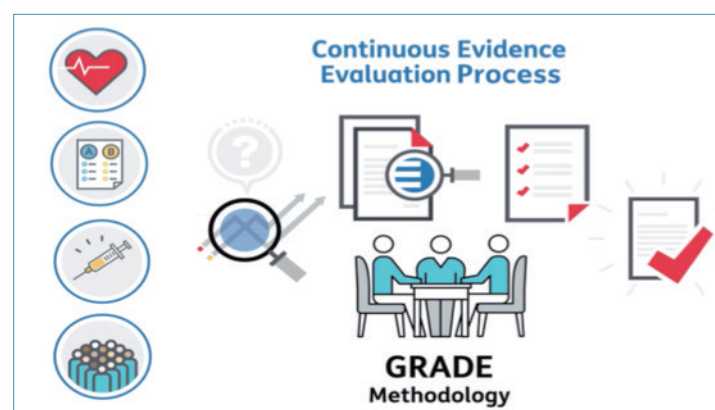 Continuous Evidence
Evaluation Process
?
A B
GRADE
Methodology